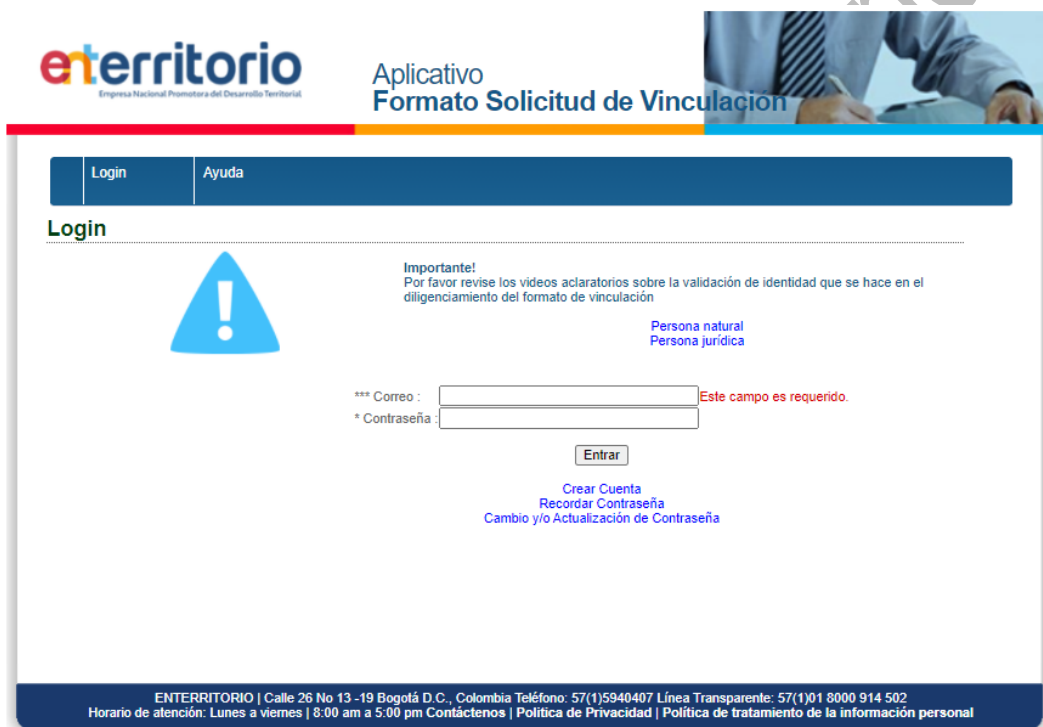 enterritorio
Empresa Nacional Promotora del Desarrollo Territorial
Aplicativo
Formato Solicitud de Vinculación
Login Ayuda
Login
Importante!
Por favor revise los videos aclaratorios sobre la validación de identidad que se hace en el
diligenciamiento del formato de vinculación
Persona natural
Persona jurídica
*** Correo : Este campo es requerido.
* Contraseña :
Entrar
Crear Cuenta
Recordar Contraseña
Cambio y/o Actualización de Contraseña
ENTERRITORIO | Calle 26 No 13 -19 Bogotá D.C., Colombia Teléfono: 57(1)5940407 Línea Transparente: 57(1)01 8000 914 502
Horario de atención: Lunes a viernes | 8:00 am a 5:00 pm Contáctenos | Politica de Privacidad | Política de tratamiento de la información personal